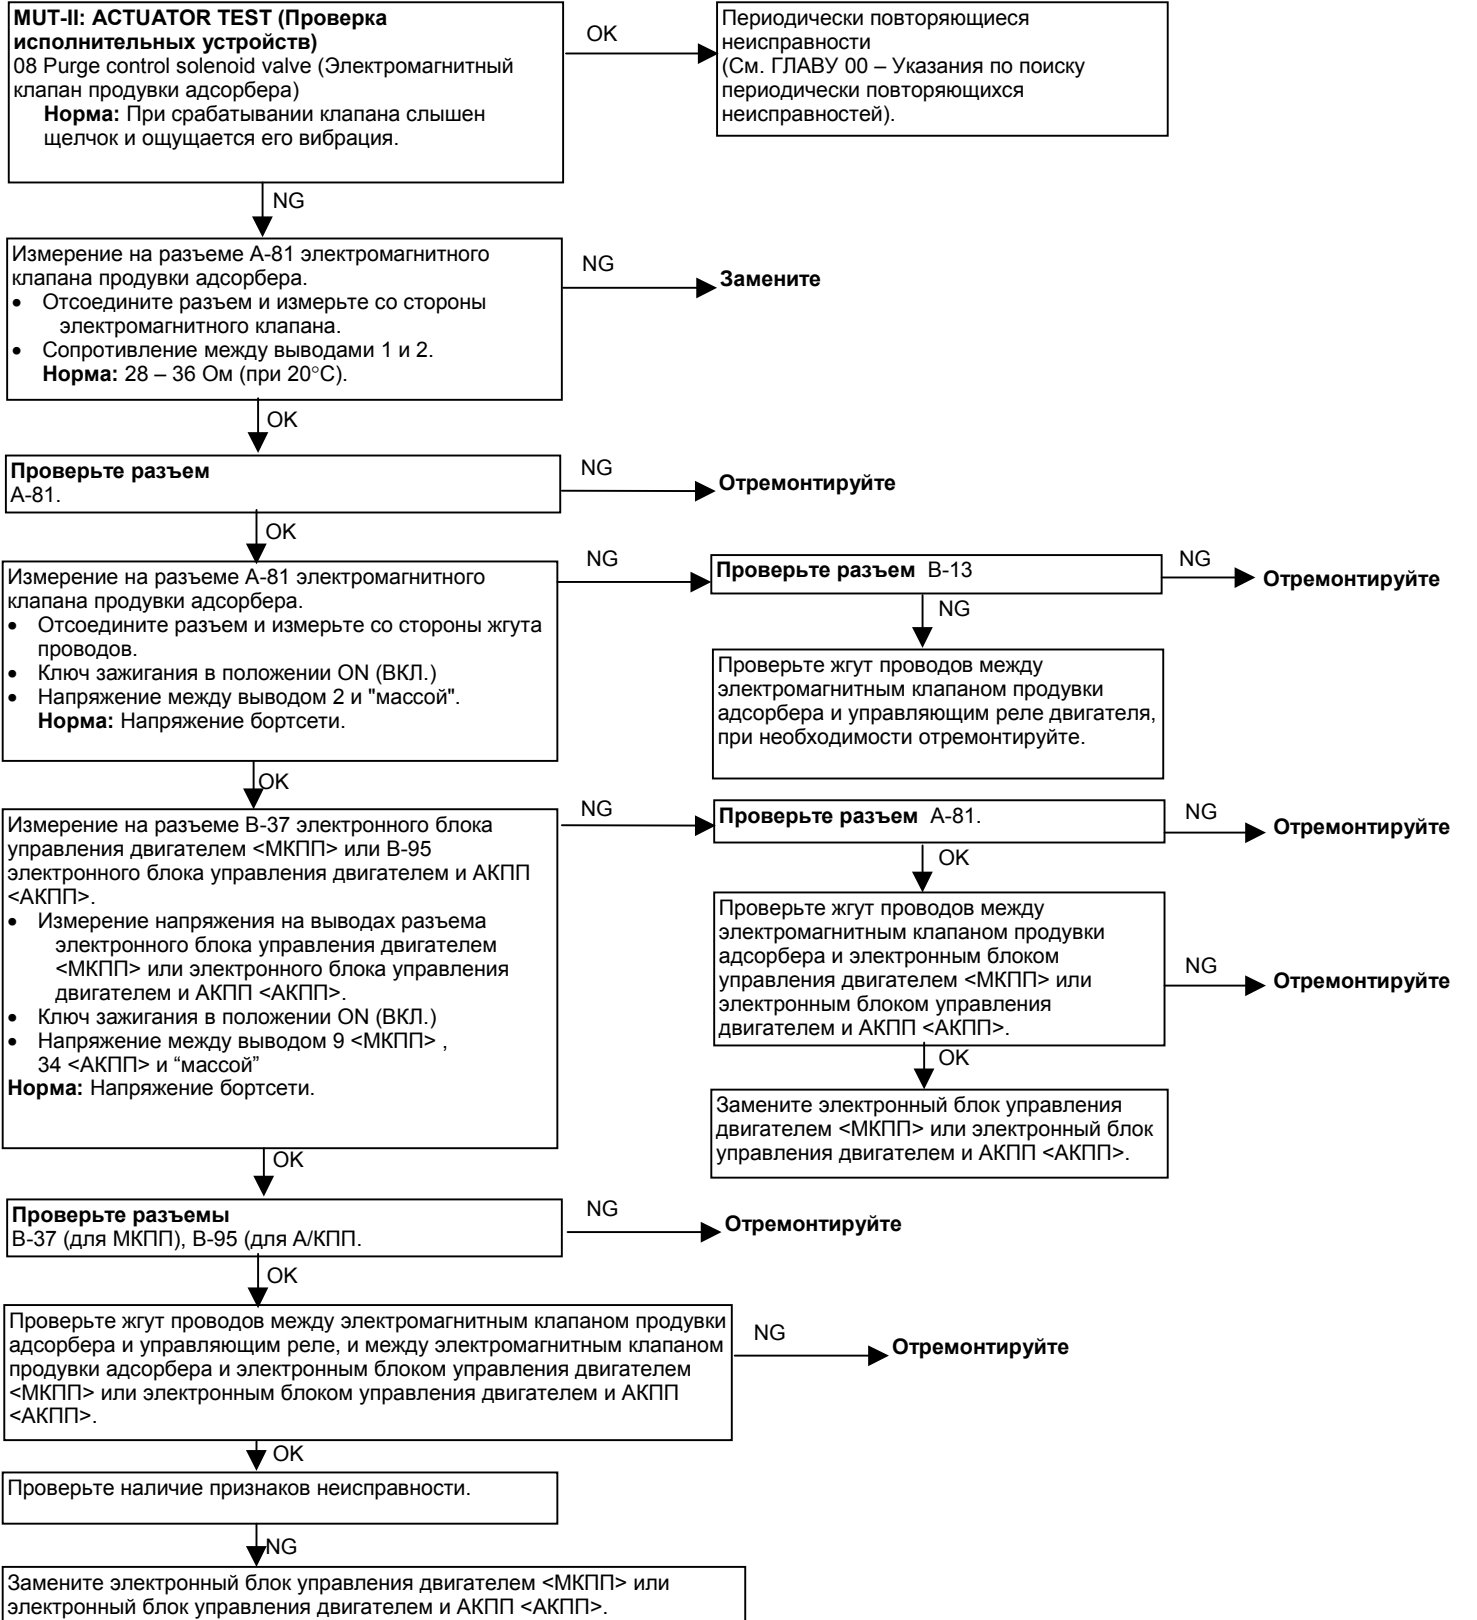 MUT-II: ACTUATOR TEST (Проверка
исполнительных устройств)
08 Purge control solenoid valve (Электромагнитный
клапан продувки адсорбера)
Норма: При срабатывании клапана слышен
щелчок и ощущается его вибрация.
OK
Периодически повторяющиеся
неисправности
(См. ГЛАВУ 00 – Указания по поиску
периодически повторяющихся
неисправностей).
NG
Измерение на разъеме А-81 электромагнитного
клапана продувки адсорбера.
• Отсоедините разъем и измерьте со стороны
электромагнитного клапана.
• Сопротивление между выводами 1 и 2.
Норма: 28 – 36 Ом (при 20°С).
NG
Замените
OK
Проверьте разъем
А-81.
NG
Отремонтируйте
OK
Измерение на разъеме А-81 электромагнитного
клапана продувки адсорбера.
• Отсоедините разъем и измерьте со стороны жгута
проводов.
• Ключ зажигания в положении ON (ВКЛ.)
• Напряжение между выводом 2 и "массой".
Норма: Напряжение бортсети.
NG
Проверьте разъем В-13
NG
Отремонтируйте
NG
Проверьте жгут проводов между
электромагнитным клапаном продувки
адсорбера и управляющим реле двигателя,
при необходимости отремонтируйте.
OK
Измерение на разъеме В-37 электронного блока
управления двигателем <МКПП> или В-95
электронного блока управления двигателем и АКПП
<АКПП>.
• Измерение напряжения на выводах разъема
электронного блока управления двигателем
<МКПП> или электронного блока управления
двигателем и АКПП <АКПП>.
• Ключ зажигания в положении ON (ВКЛ.)
• Напряжение между выводом 9 <МКПП> ,
34 <АКПП> и “массой”
Норма: Напряжение бортсети.
NG
Проверьте разъем А-81.
NG
Отремонтируйте
OK
Проверьте жгут проводов между
электромагнитным клапаном продувки
адсорбера и электронным блоком
управления двигателем <МКПП> или
электронным блоком управления
двигателем и АКПП <АКПП>.
NG
Отремонтируйте
OK
Замените электронный блок управления
двигателем <МКПП> или электронный блок
управления двигателем и АКПП <АКПП>.
OK
Проверьте разъемы
В-37 (для МКПП), В-95 (для А/КПП.
NG
Отремонтируйте
OK
Проверьте жгут проводов между электромагнитным клапаном продувки
адсорбера и управляющим реле, и между электромагнитным клапаном
продувки адсорбера и электронным блоком управления двигателем
<МКПП> или электронным блоком управления двигателем и АКПП
<АКПП>.
NG
Отремонтируйте
OK
Проверьте наличие признаков неисправности.
NG
Замените электронный блок управления двигателем <МКПП> или
электронный блок управления двигателем и АКПП <АКПП>.